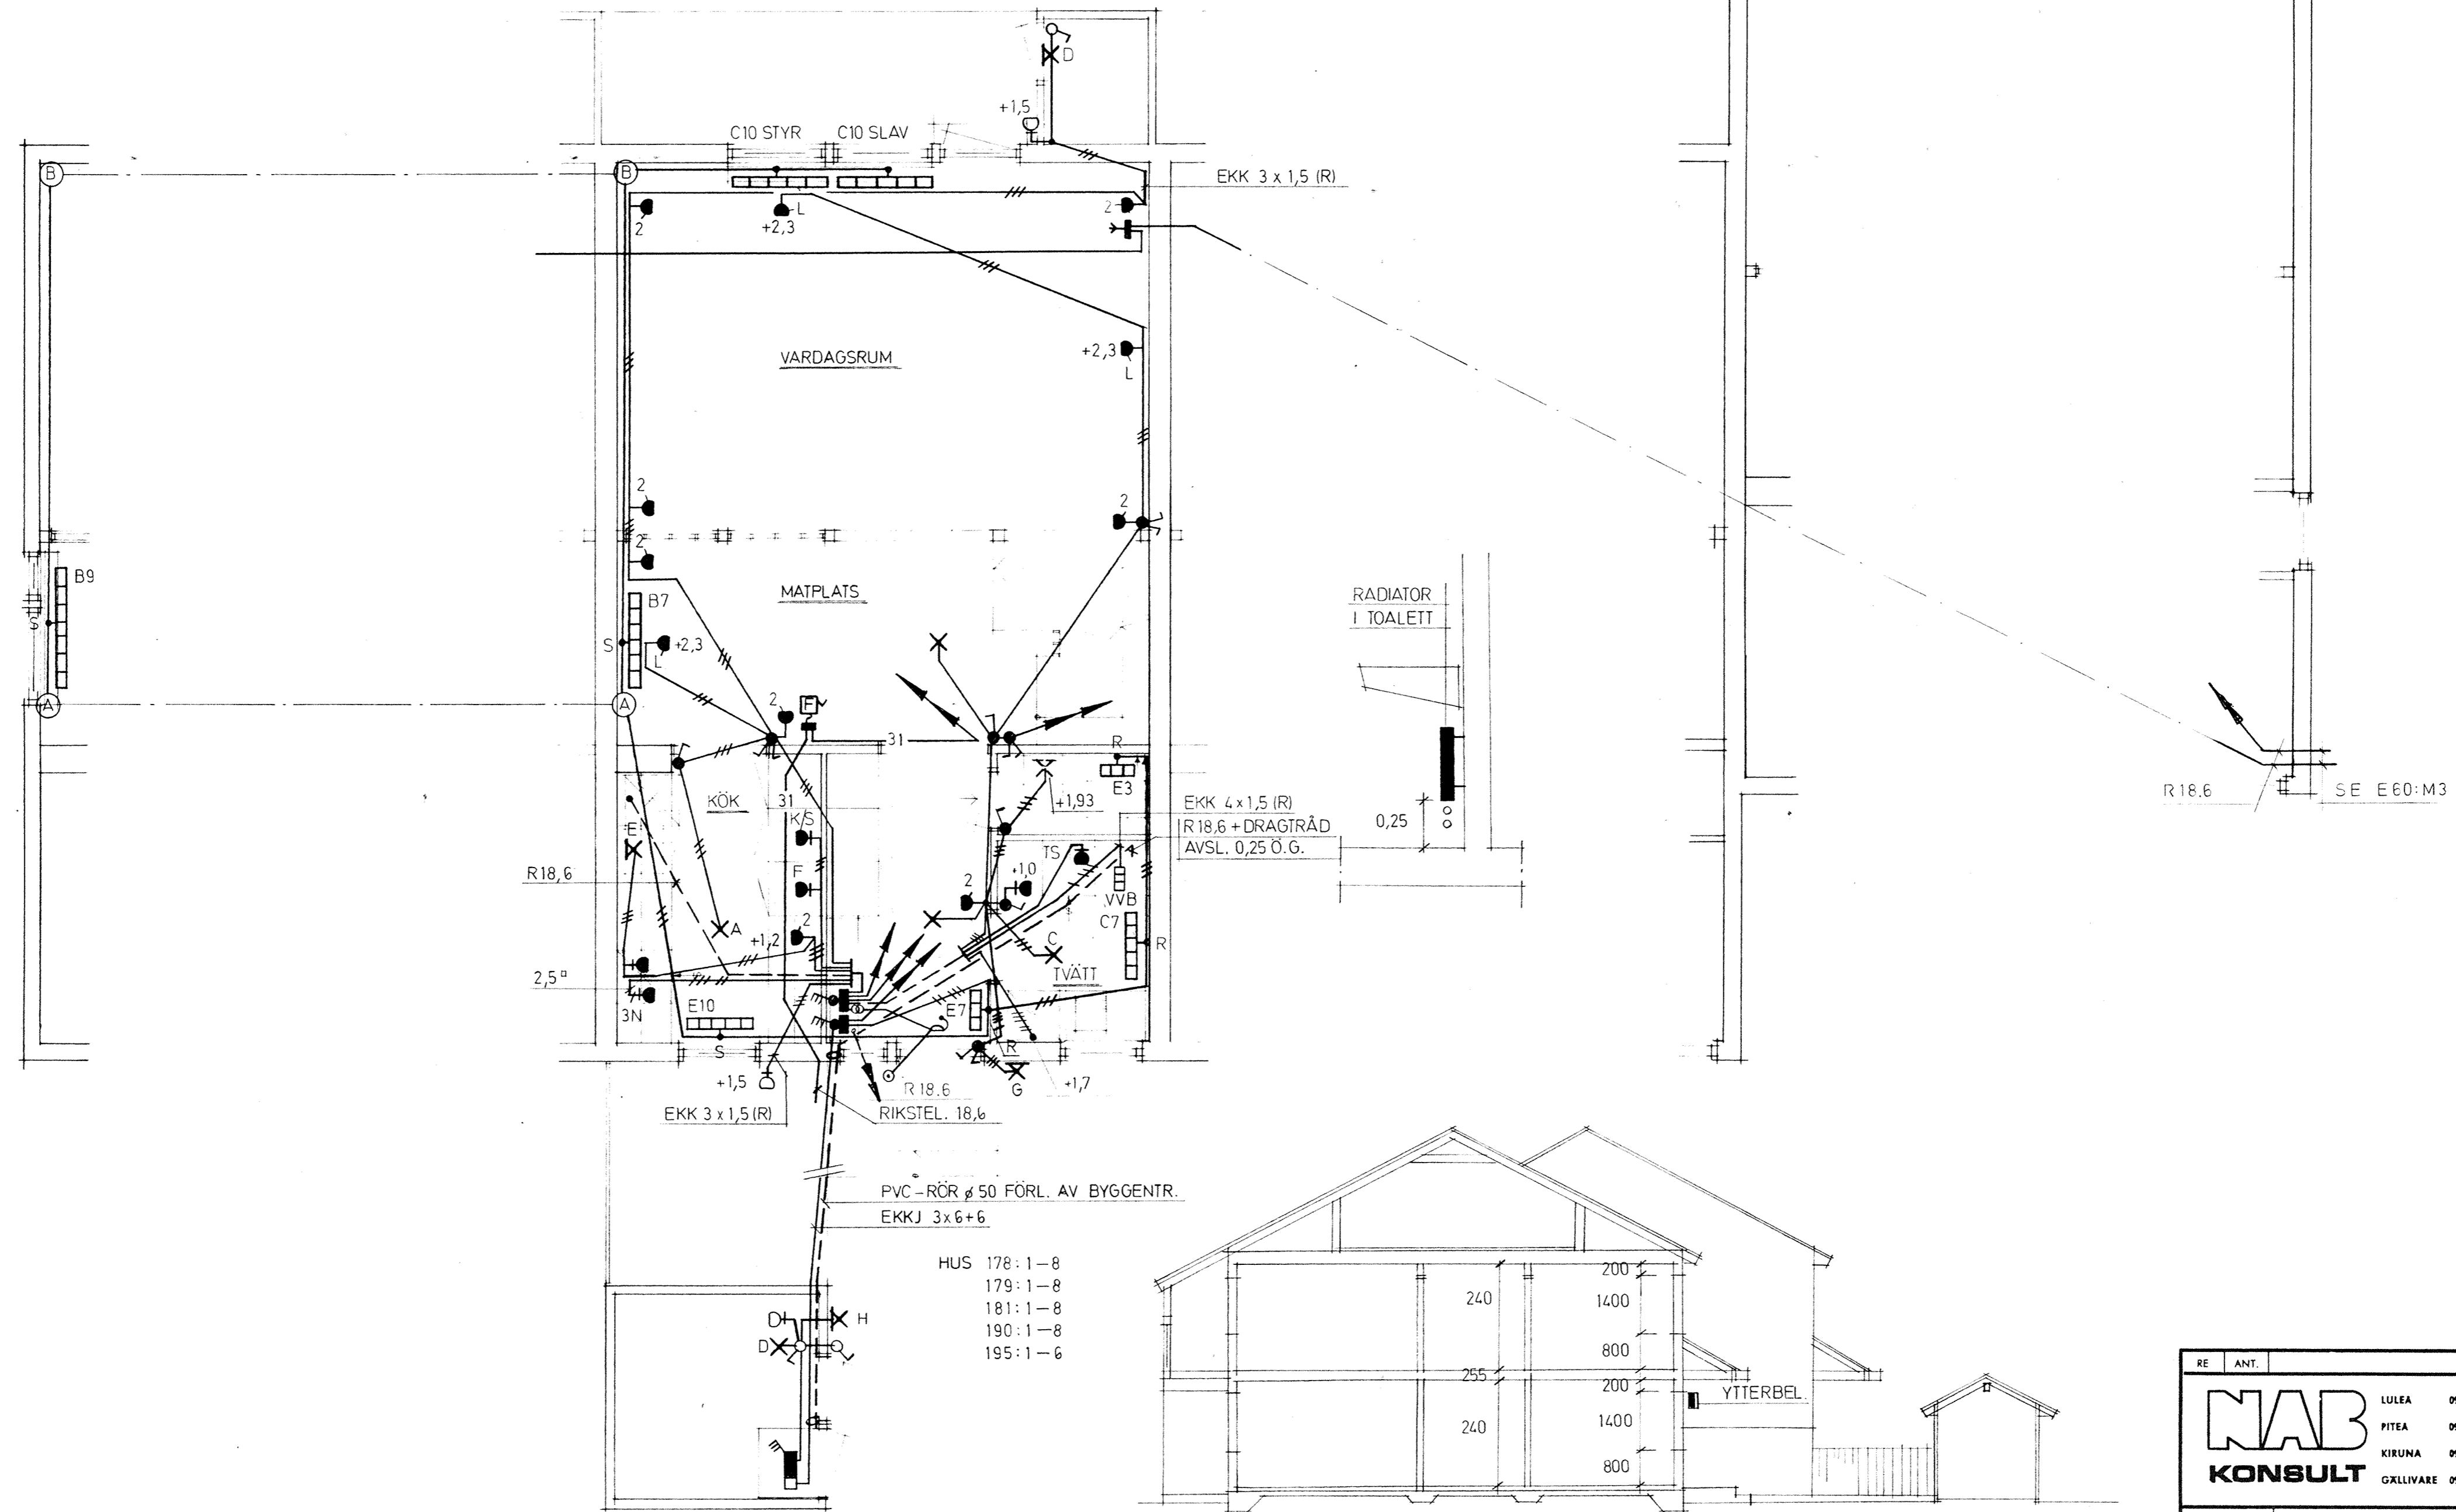 D
+1,5
C10 STYR
C10 SLAV
B
B
EKK 3 x 1,5 (R)
2
L
+2,3
2
VARDAGSRUM
+2,3
L
2
2
2
B9
S
B7
MATPLATS
RADIATOR
I TOALETT
S
L
+2,3
A
A
2
F
31
R
E3
KÖK
31
+1,93
EKK 4 x 1,5 (R)
R18,6 + DRAGTRÅD
AVSL. 0,25 Ö.G.
0,25
R18.6
SE E60:M3
K/S
E
TS
R18,6
F
+1,0
2
VVB
C7
A
+1,2
2
C
R
TVÄTT
2,5¤
3N
E10
E7
S
R
+1,5
R18.6
G
+1,7
EKK 3 x 1,5 (R)
RIKSTEL. 18,6
PVC-RÖR ø 50 FÖRL. AV BYGGENTR.
EKKJ 3x6+6
HUS 178:1-8
179:1-8
181:1-8
190:1-8
195:1-6
D
H
D
200
240
1400
800
255
200
YTTERBEL.
1400
240
800
RE ANT.
NAB
KONSULT
LULEA
PITEA
KIRUNA
GÄLLIVARE